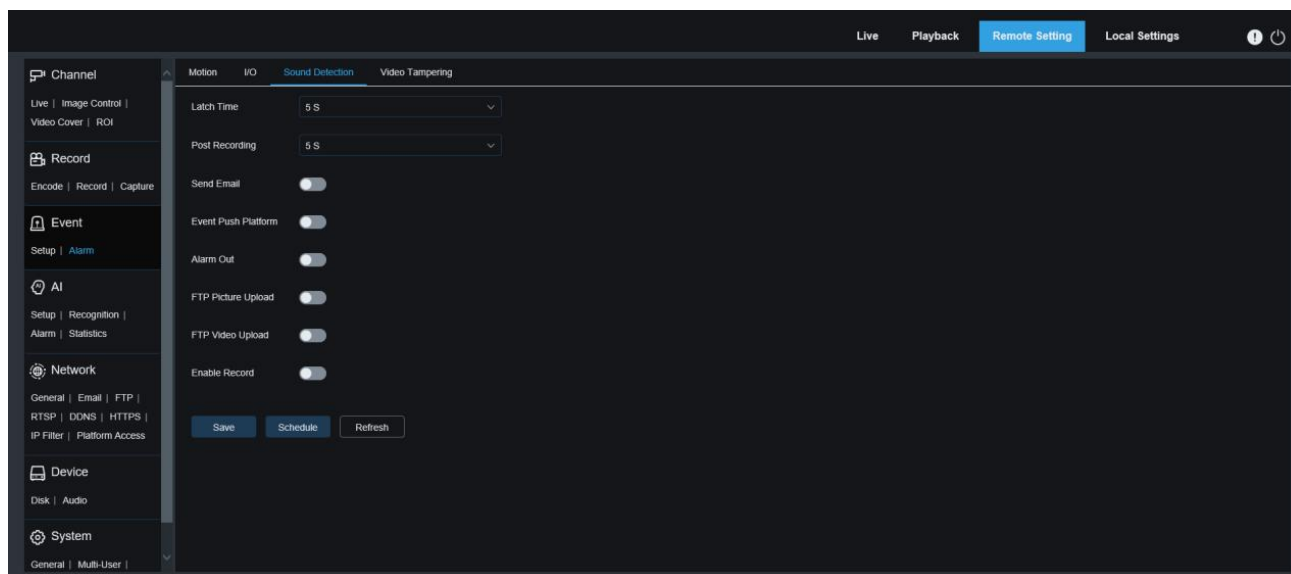 Live Playback Remote Setting Local Settings
Channel
Live | Image Control |
Video Cover | ROI
Record
Encode | Record | Capture
Event
Setup | Alarm
AI
Setup | Recognition |
Alarm | Statistics
Network
General | Email | FTP |
RTSP | DDNS | HTTPS |
IP Filter | Platform Access
Device
Disk | Audio
System
General | Multi-User |
Motion I/O Sound Detection Video Tampering
Latch Time 5 S
Post Recording 5 S
Send Email
Event Push Platform
Alarm Out
FTP Picture Upload
FTP Video Upload
Enable Record
Save Schedule Refresh